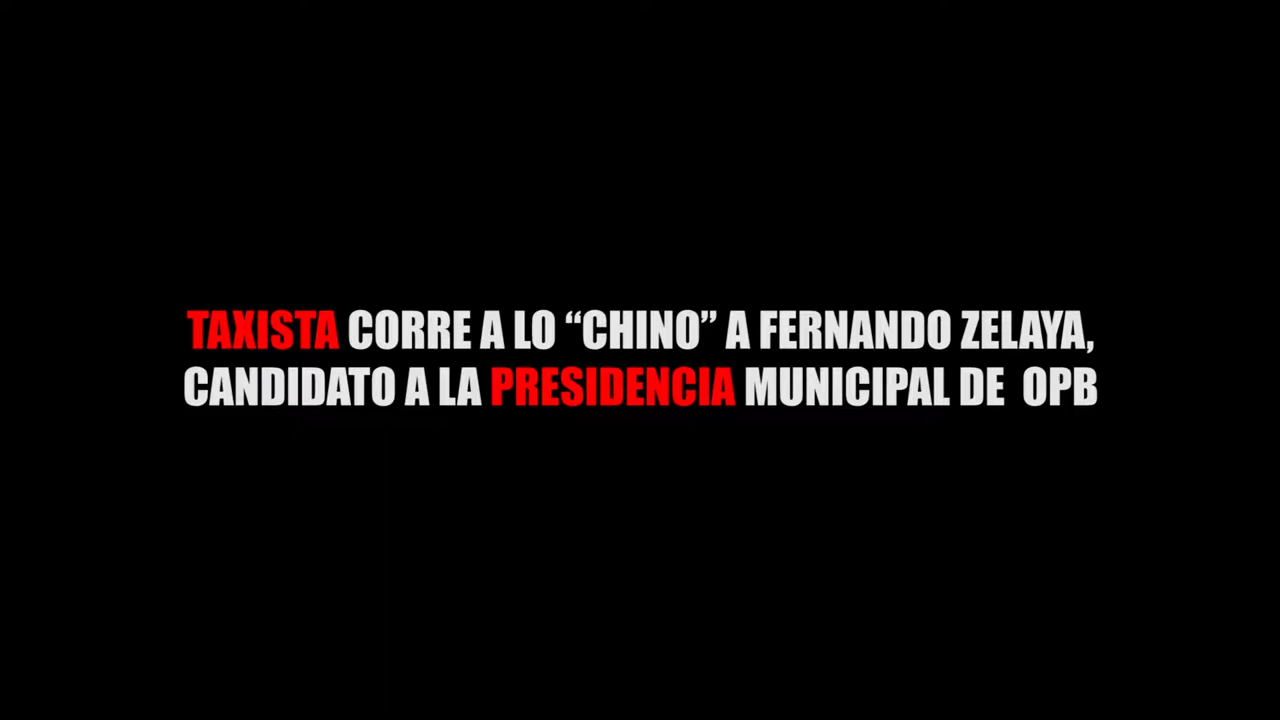 TAXISTA CORRE A LO “CHINO” A FERNANDO ZELAYA,
CANDIDATO A LA PRESIDENCIA MUNICIPAL DE OPB